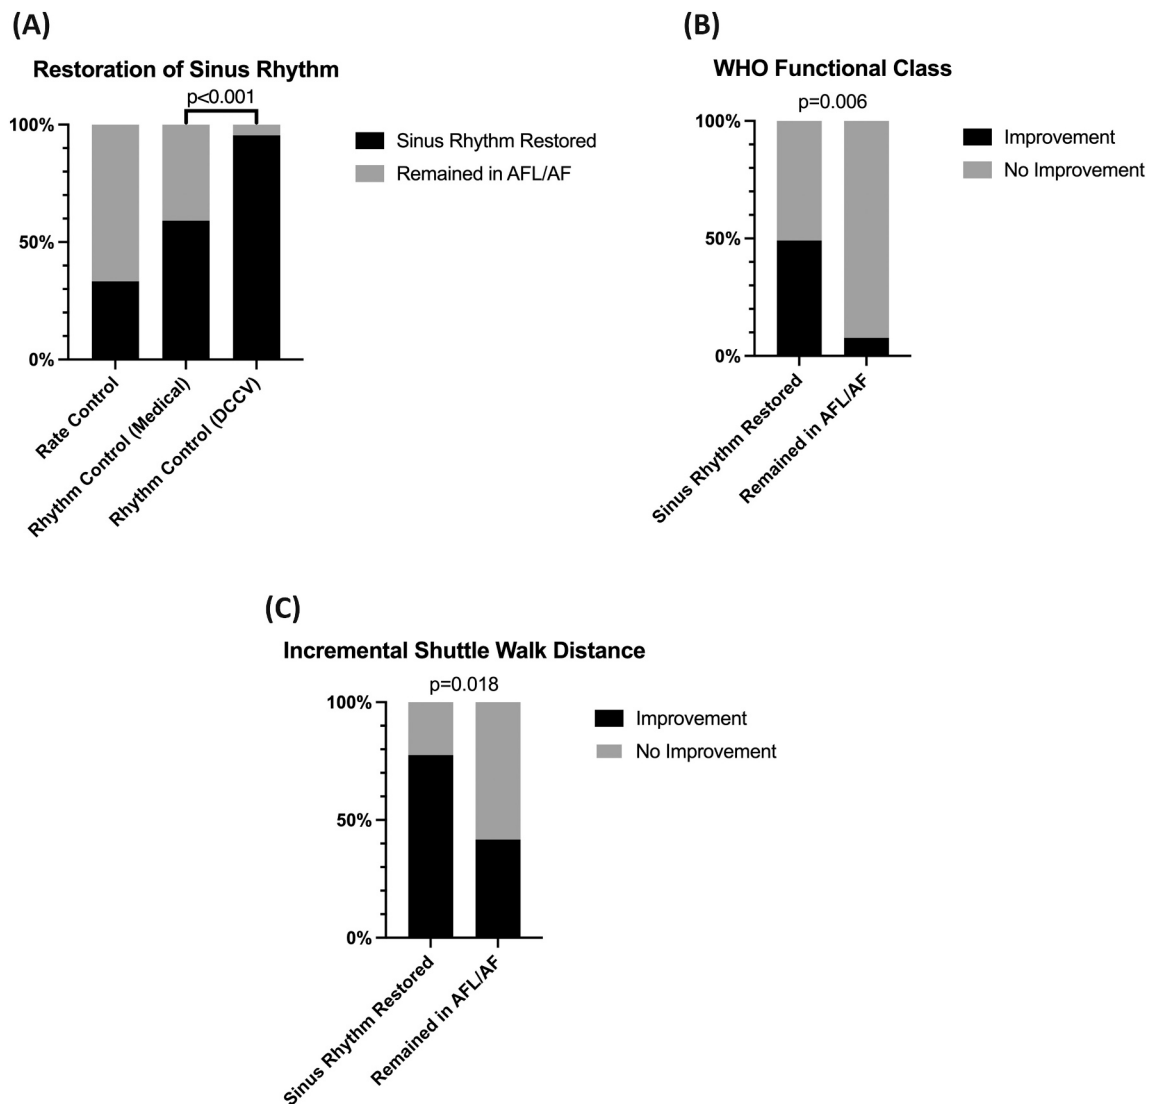 (A)
Restoration of Sinus Rhythm
p<0.001
100%
50%
0%
Rate Control
Rhythm Control (Medical)
Rhythm Control (DCCV)
Sinus Rhythm Restored
Remained in AFL/AF
(B)
WHO Functional Class
p=0.006
100%
50%
0%
Sinus Rhythm Restored
Remained in AFL/AF
Improvement
No Improvement
(C)
Incremental Shuttle Walk Distance
p=0.018
100%
50%
0%
Sinus Rhythm Restored
Remained in AFL/AF
Improvement
No Improvement